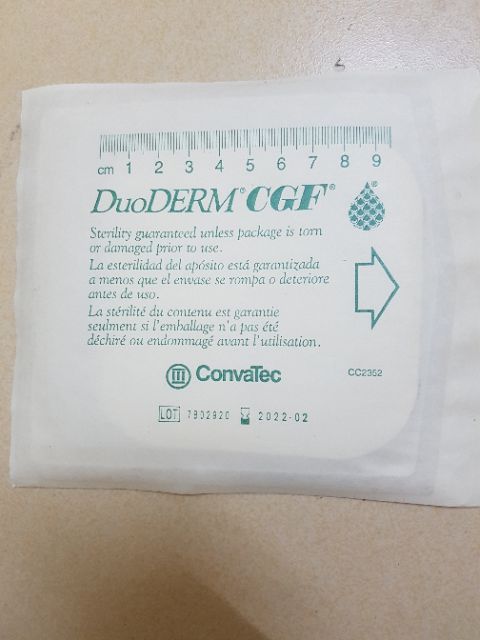 cm 1 2 3 4 5 6 7 8 9
DuoDERM® CGF®
Sterility guaranteed unless package is torn
or damaged prior to use.
La esterilidad del apósito está garantizada
a menos que el envase se rompa o deteriore
antes de uso.
La stérilité du contenu est garantie
seulment si l'emballage n'a pas été
déchiré ou endommagé avant l'utilisation.
ConvaTec
CC2352
LOT 7902920 2022-02